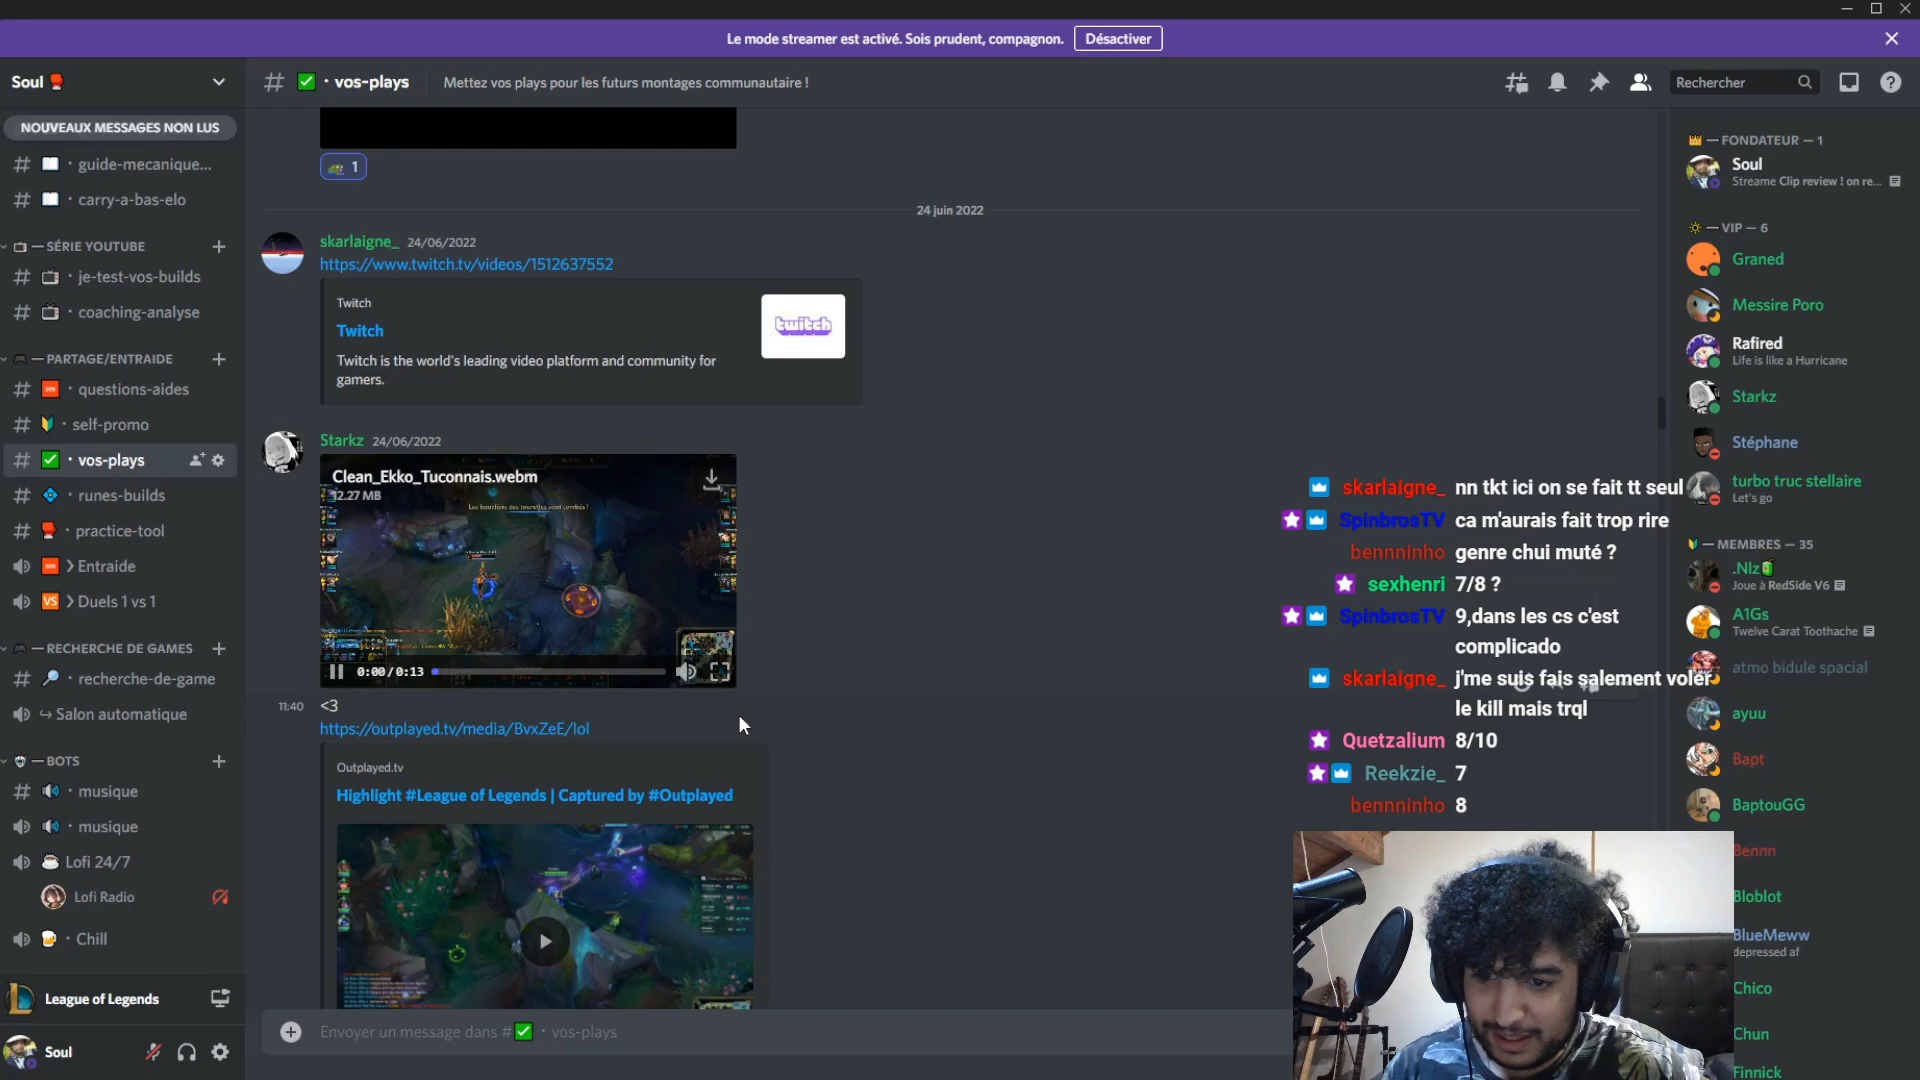 Le mode streamer est activé. Sois prudent, compagnon.
Désactiver
Soul
· vos-plays
Mettez vos plays pour les futurs montages communautaire !
Rechercher
NOUVEAUX MESSAGES NON LUS
· guide-mecanique...
· carry-a-bas-elo
— SÉRIE YOUTUBE
· je-test-vos-builds
· coaching-analyse
— PARTAGE/ENTRAIDE
· questions-aides
· self-promo
· vos-plays
· runes-builds
· practice-tool
Entraide
VS Duels 1 vs 1
— RECHERCHE DE GAMES
· recherche-de-game
Salon automatique
— BOTS
· musique
· musique
Lofi 24/7
Lofi Radio
· Chill
League of Legends
Soul
1
24 juin 2022
skarlaigne_ 24/06/2022
https://www.twitch.tv/videos/1512637552
Twitch
Twitch
Twitch is the world's leading video platform and community for
gamers.
twitch
Starkz 24/06/2022
Clean_Ekko_Tuconnais.webm
12.27 MB
Les boucliers des tourelles sont tombés !
0:00/0:13
11:40 <3
https://outplayed.tv/media/BvxZeE/lol
Outplayed.tv
Highlight #League of Legends | Captured by #Outplayed
Envoyer un message dans # · vos-plays
skarlaigne_ nn tkt ici on se fait tt seul
SpinbrosTV ca m'aurais fait trop rire
bennninho genre chui muté ?
sexhenri 7/8 ?
SpinbrosTV 9,dans les cs c'est
complicado
skarlaigne_ j'me suis fais salement voler
le kill mais trql
Quetzalium 8/10
Reekzie_ 7
bennninho 8
— FONDATEUR — 1
Soul
Streame Clip review ! on re...
— VIP — 6
Graned
Messire Poro
Rafired
Life is like a Hurricane
Starkz
Stéphane
turbo truc stellaire
Let's go
— MEMBRES — 35
.Nlz
Joue à RedSide V6
A1Gs
Twelve Carat Toothache
atmo bidule spacial
ayuu
Bapt
BaptouGG
Bennn
Bloblot
BlueMeww
depressed af
Chico
Chun
Finnick